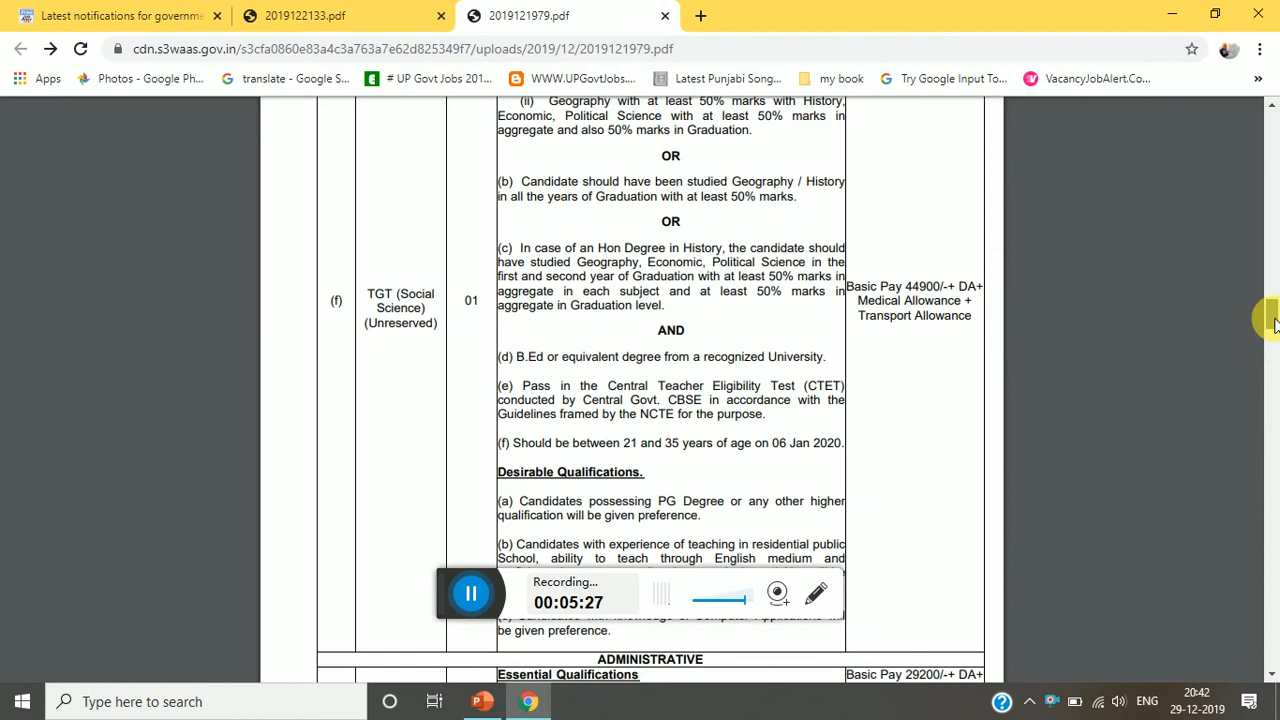 Latest notifications for governme
2019122133.pdf
2019121979.pdf
cdn.s3waas.gov.in/s3cfa0860e83a4c3a763a7e62d825349f7/uploads/2019/12/2019121979.pdf
Apps
Photos - Google Ph...
translate - Google S...
# UP Govt Jobs 201...
WWW.UPGovtJobs....
Latest Punjabi Song...
my book
Try Google Input To...
VacancyJobAlert.Co...
(ii) Geography with at least 50% marks with History,
Economic, Political Science with at least 50% marks in
aggregate and also 50% marks in Graduation.
OR
(b) Candidate should have been studied Geography / History
in all the years of Graduation with at least 50% marks.
OR
(c) In case of an Hon Degree in History, the candidate should
have studied Geography, Economic, Political Science in the
first and second year of Graduation with at least 50% marks in
aggregate in each subject and at least 50% marks in
aggregate in Graduation level.
(f)
TGT (Social
Science)
(Unreserved)
01
Basic Pay 44900/-+ DA+
Medical Allowance +
Transport Allowance
AND
(d) B.Ed or equivalent degree from a recognized University.
(e) Pass in the Central Teacher Eligibility Test (CTET)
conducted by Central Govt. CBSE in accordance with the
Guidelines framed by the NCTE for the purpose.
(f) Should be between 21 and 35 years of age on 06 Jan 2020.
Desirable Qualifications.
(a) Candidates possessing PG Degree or any other higher
qualification will be given preference.
(b) Candidates with experience of teaching in residential public
School, ability to teach through English medium and
Recording...
00:05:27
be given preference.
ADMINISTRATIVE
Essential Qualifications
Basic Pay 29200/-+ DA+
Type here to search
ENG
20:42
29-12-2019